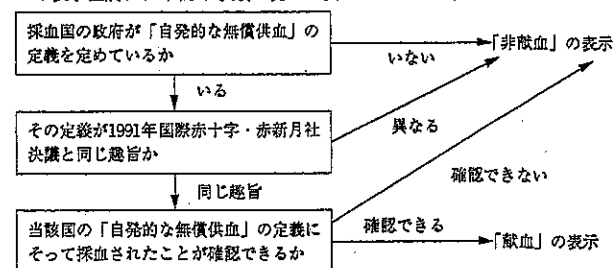 採血国の政府が「自発的な無償供血」の
定義を定めているか
いない
「非献血」の表示
いる
その定義が1991年国際赤十字・赤新月社
決議と同じ趣旨か
異なる
同じ趣旨
確認できない
当該国の「自発的な無償供血」の定義に
そって採血されたことが確認できるか
確認できる
「献血」の表示